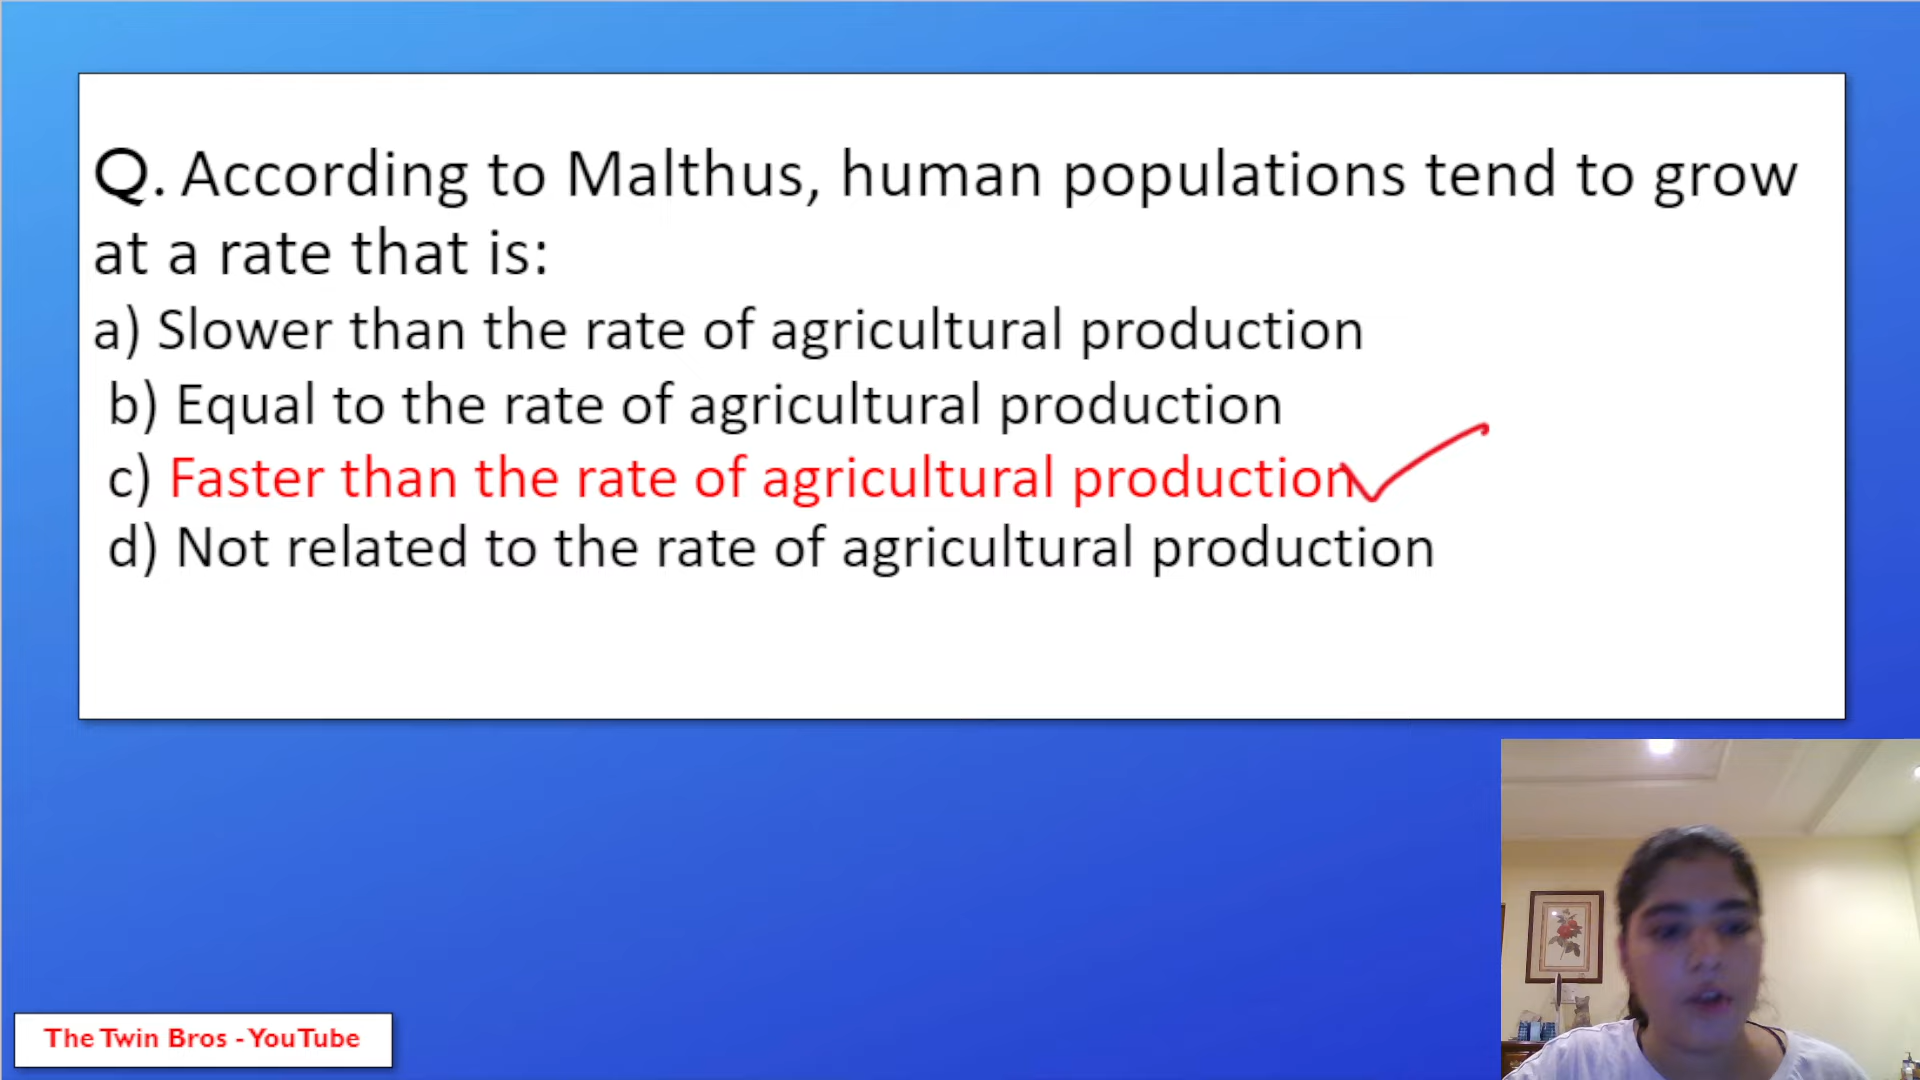 Q. According to Malthus, human populations tend to grow
at a rate that is:
a) Slower than the rate of agricultural production
b) Equal to the rate of agricultural production
c) Faster than the rate of agricultural production
d) Not related to the rate of agricultural production
The Twin Bros - YouTube